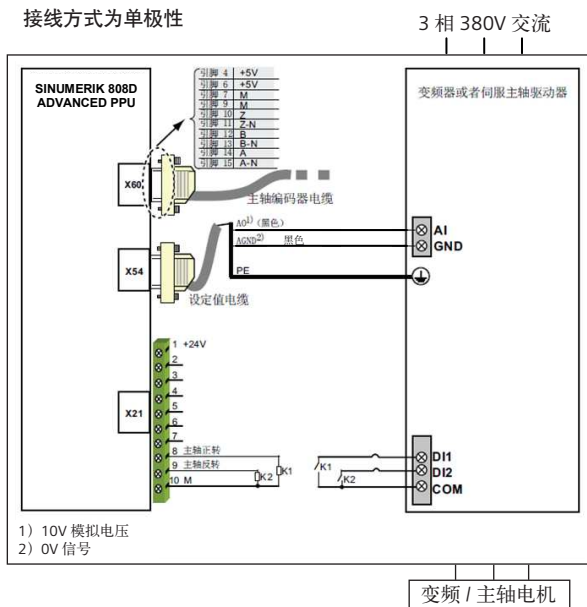 接线方式为单极性
3 相 380V 交流
SINUMERIK 808D
ADVANCED PPU
引脚 4 +5V
引脚 6 +5V
引脚 7 M
引脚 9 M
引脚 10 Z
引脚 11 Z-N
引脚 12 B
引脚 13 B-N
引脚 14 A
引脚 15 A-N
变频器或者伺服主轴驱动器
X60
主轴编码器电缆
AO1)（黑色）
AI
AGND2) 黑色
GND
X54
PE
设定值电缆
1 +24V
2
3
4
X21
5
6
7
8 主轴正转
9 主轴反转
10 M
K2
K1
K1
K2
DI1
DI2
COM
1）10V 模拟电压
2）0V 信号
变频 / 主轴电机